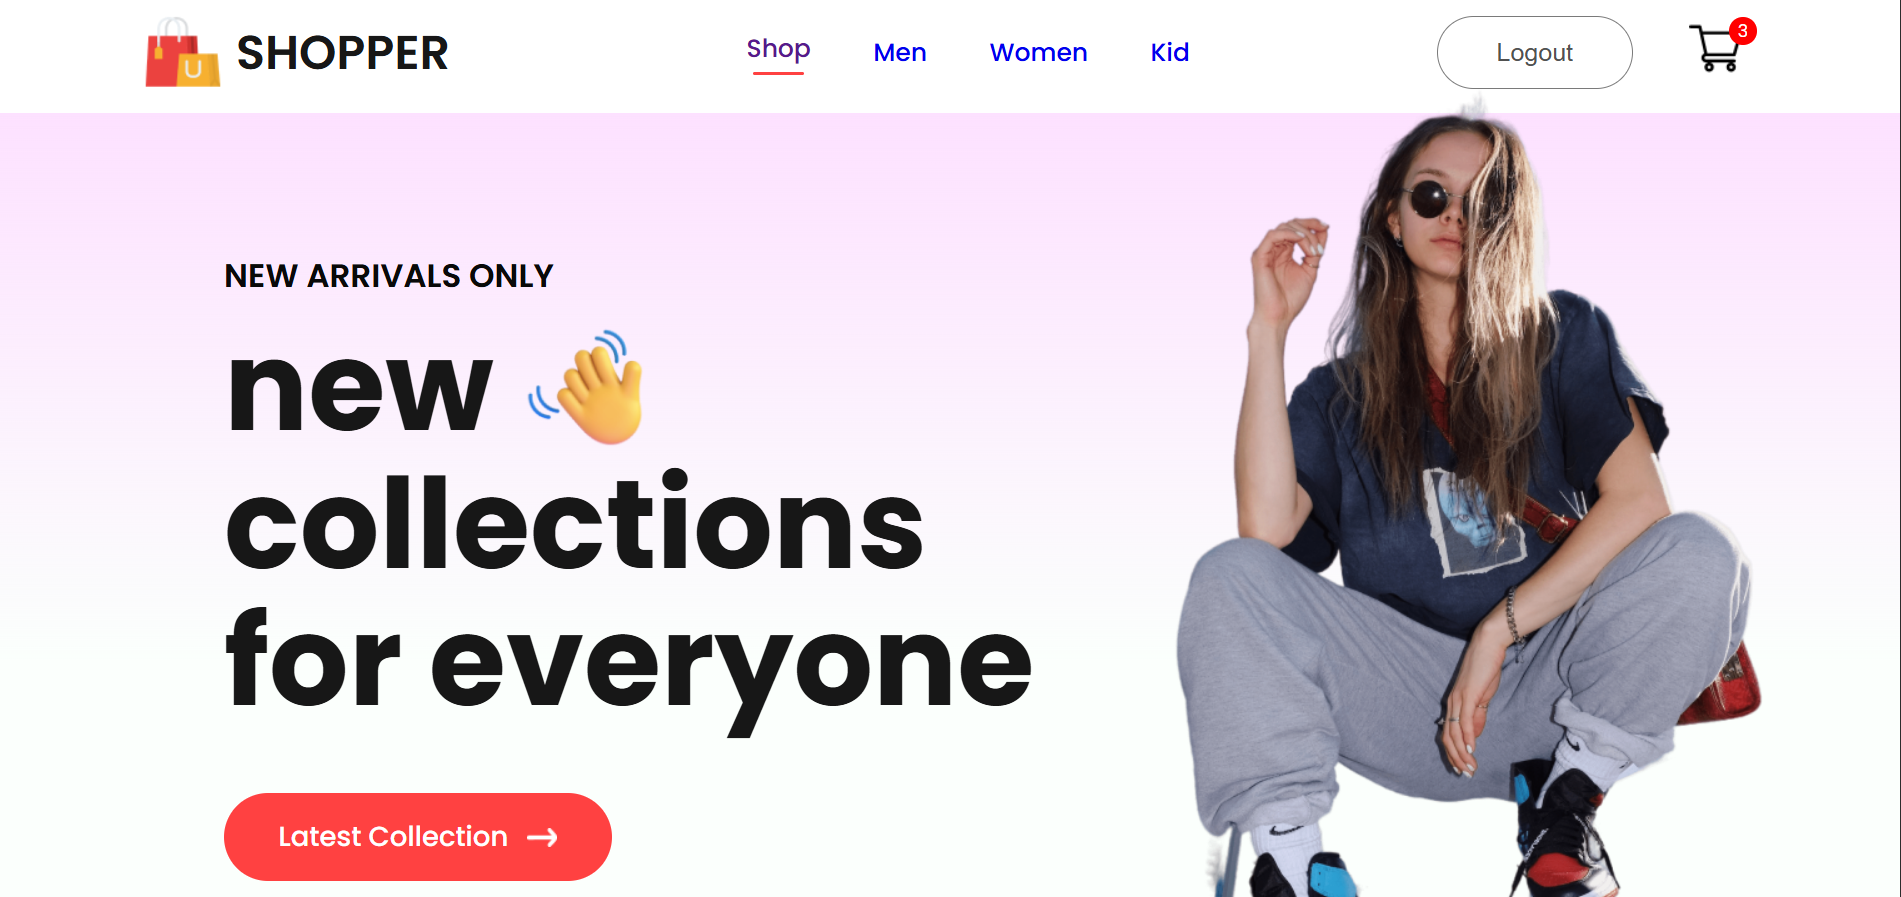 SHOPPER
Shop
Men
Women
Kid
Logout
3
NEW ARRIVALS ONLY
new
collections
for everyone
Latest Collection